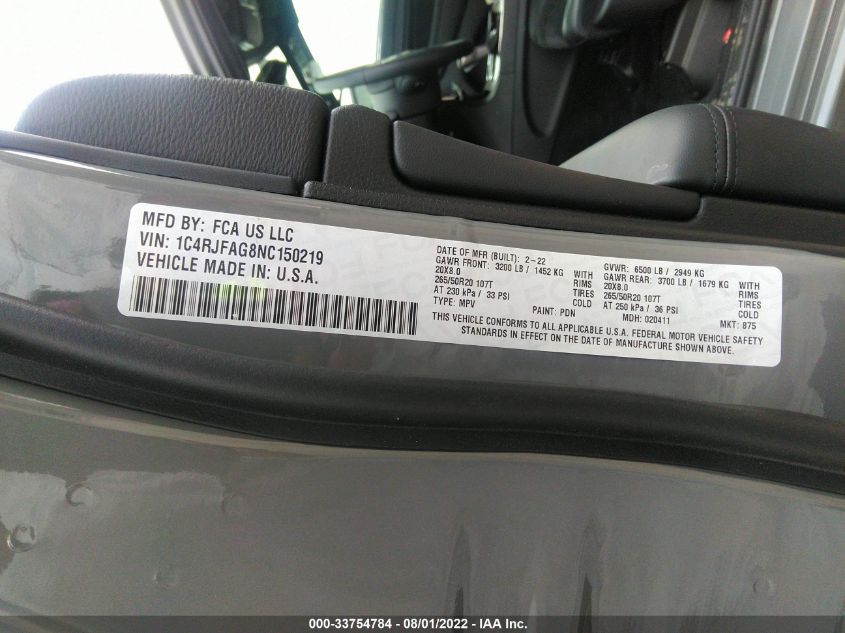 MFD BY: FCA US LLC
VIN: 1C4RJFAG8NC150219
VEHICLE MADE IN: U.S.A.
DATE OF MFR (BUILT): 2-22
GAWR FRONT: 3200 LB / 1452 KG WITH
20X8.0 RIMS
265/50R20 107T TIRES
AT 230 kPa / 33 PSI COLD
TYPE: MPV PAINT: PDN
GVWR: 6500 LB / 2949 KG
GAWR REAR: 3700 LB / 1679 KG WITH
20X8.0 RIMS
265/50R20 107T TIRES
AT 250 kPa / 36 PSI COLD
MDH: 020411 MKT: 875
THIS VEHICLE CONFORMS TO ALL APPLICABLE U.S.A. FEDERAL MOTOR VEHICLE SAFETY
STANDARDS IN EFFECT ON THE DATE OF MANUFACTURE SHOWN ABOVE.
000-33754784 - 08/01/2022 - IAA Inc.